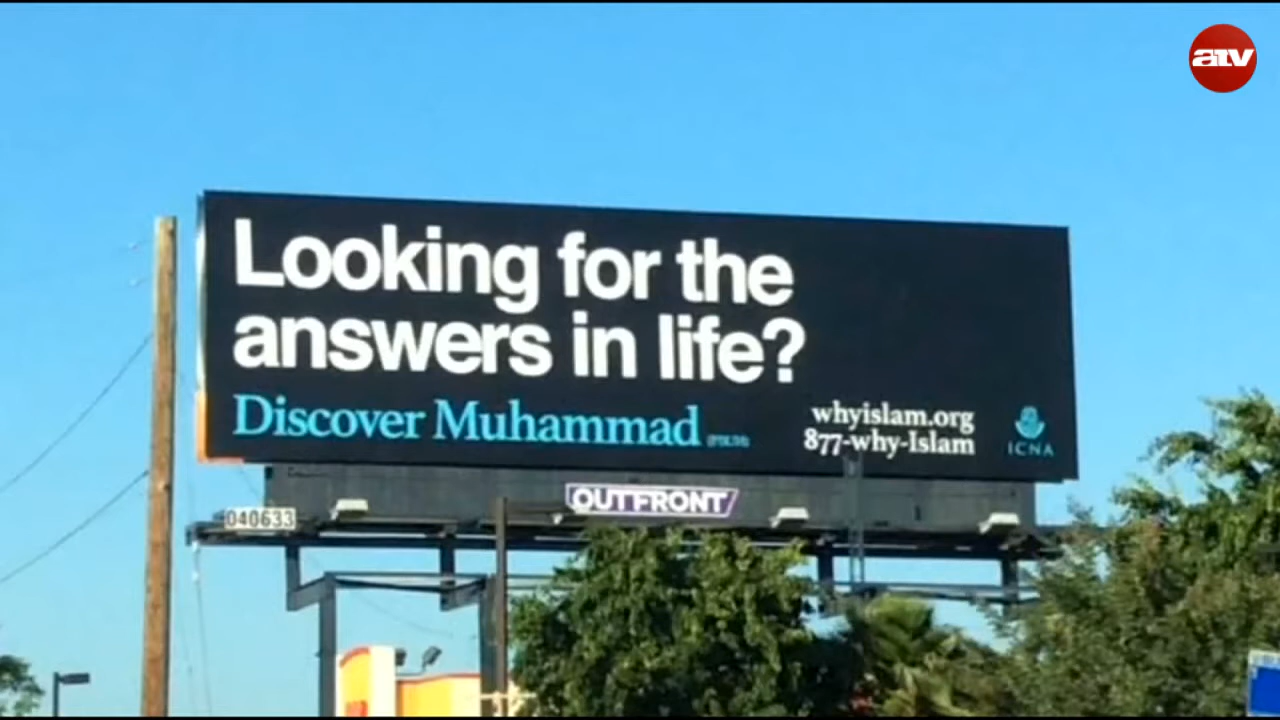 atv
Looking for the
answers in life?
Discover Muhammad
whyislam.org
877-why-Islam
ICNA
OUTFRONT/
040633